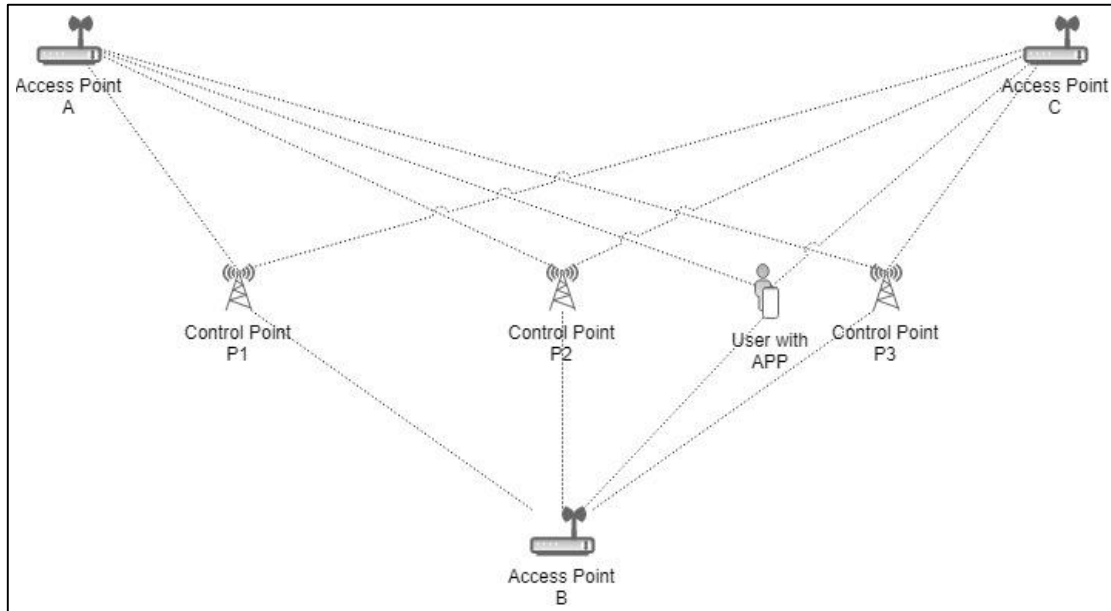 Access Point
A
Access Point
C
Control Point
P1
Control Point
P2
User with
APP
Control Point
P3
Access Point
B